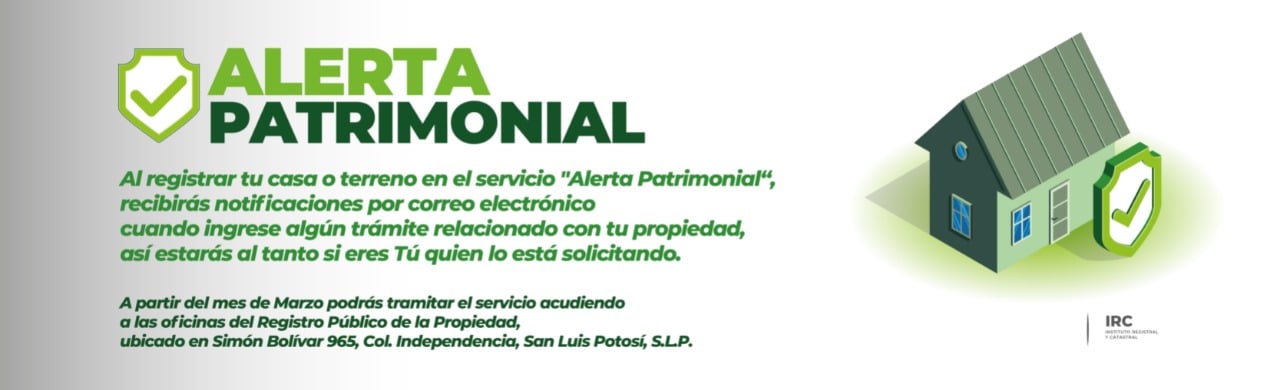 ALERTA
PATRIMONIAL
Al registrar tu casa o terreno en el servicio "Alerta Patrimonial“,
recibirás notificaciones por correo electrónico
cuando ingrese algún trámite relacionado con tu propiedad,
así estarás al tanto si eres Tú quien lo está solicitando.
A partir del mes de Marzo podrás tramitar el servicio acudiendo
a las oficinas del Registro Público de la Propiedad,
ubicado en Simón Bolívar 965, Col. Independencia, San Luis Potosí, S.L.P.
IRC
INSTITUTO REGISTRAL
Y CATASTRAL